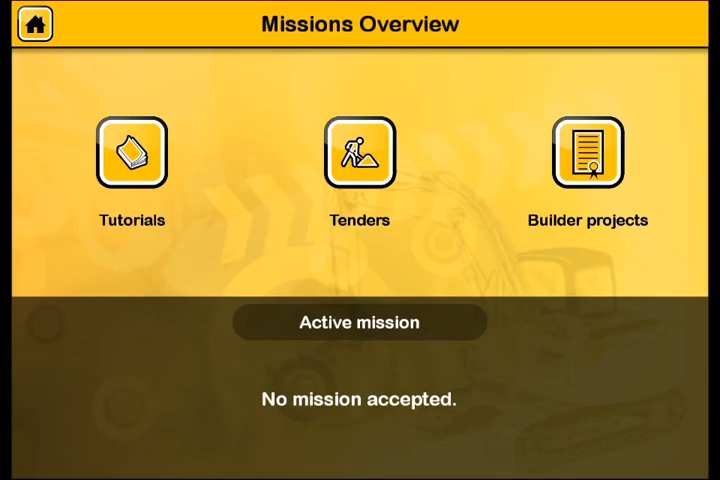 Missions Overview
Tutorials
Tenders
Builder projects
Active mission
No mission accepted.